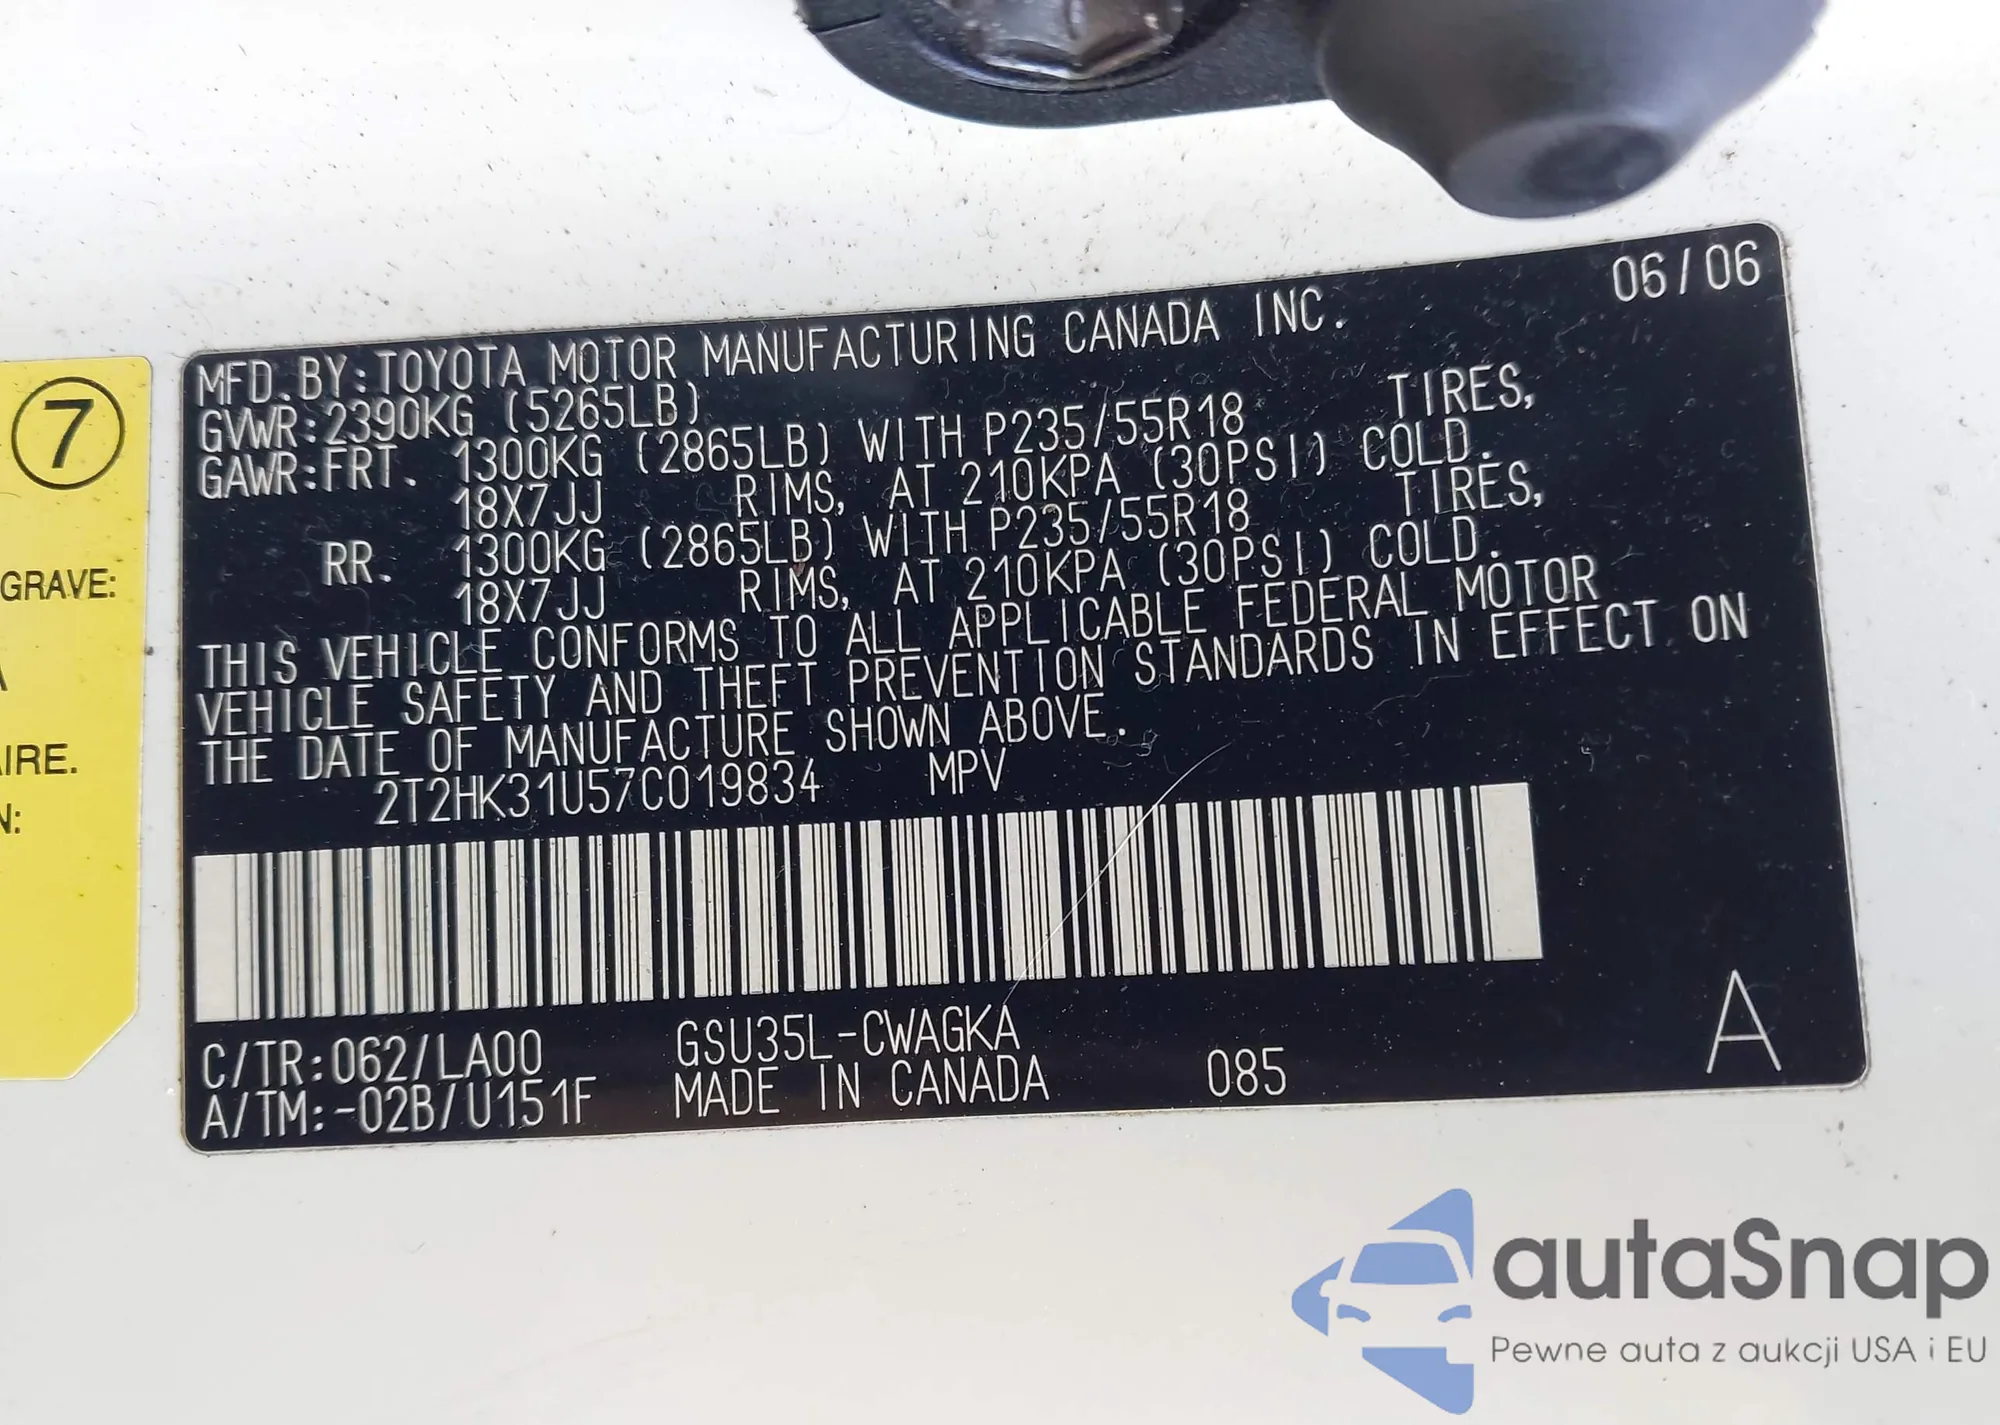 06/06
MFD. BY: TOYOTA MOTOR MANUFACTURING CANADA INC.
GVWR: 2390KG (5265LB)
GAWR: FRT. 1300KG (2865LB) WITH P235/55R18 TIRES,
18X7JJ RIMS, AT 210KPA (30PSI) COLD.
RR. 1300KG (2865LB) WITH P235/55R18 TIRES,
18X7JJ RIMS, AT 210KPA (30PSI) COLD.
THIS VEHICLE CONFORMS TO ALL APPLICABLE FEDERAL MOTOR
VEHICLE SAFETY AND THEFT PREVENTION STANDARDS IN EFFECT ON
THE DATE OF MANUFACTURE SHOWN ABOVE.
2T2HK31U57C019834 MPV
C/TR: 062/LA00 GSU35L-CWAGKA
A/TM: -02B/U151F MADE IN CANADA 085 A
7
GRAVE:
AIRE.
N:
autaSnap
Pewne auta z aukcji USA i EU